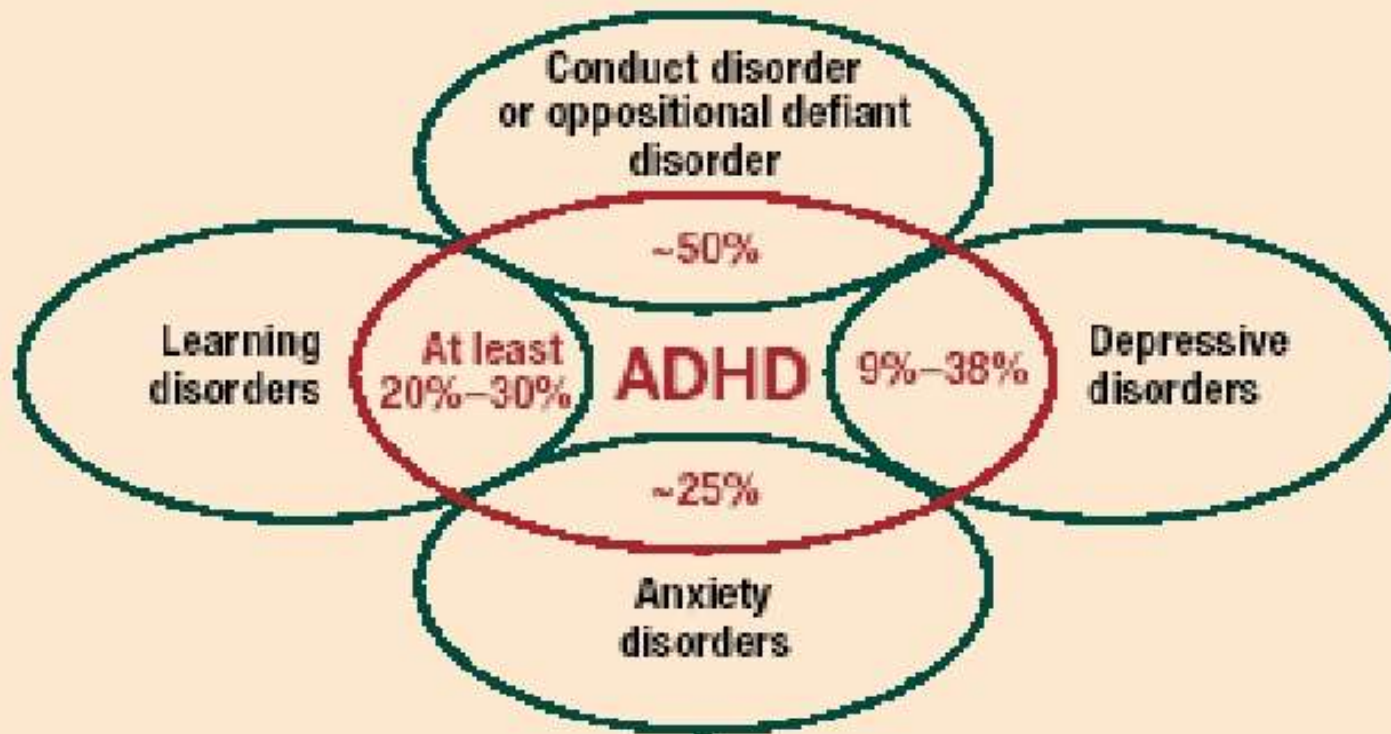 Conduct disorder
or oppositional defiant
disorder
~50%
Learning
disorders
At least
20%–30%
ADHD
9%–38%
Depressive
disorders
~25%
Anxiety
disorders